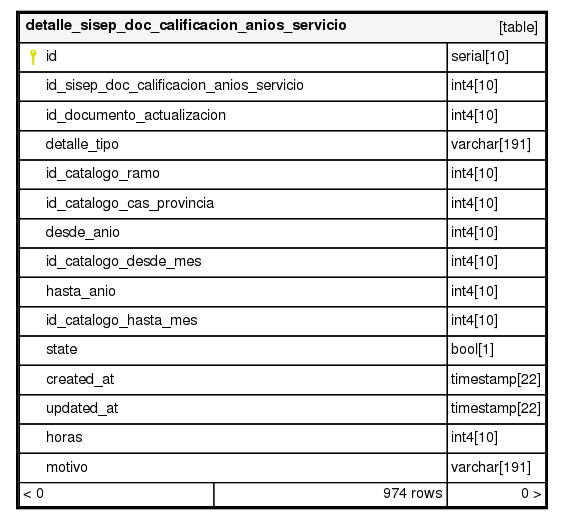 detalle_sisep_doc_calificacion_anios_servicio [table]
id serial[10]
id_sisep_doc_calificacion_anios_servicio int4[10]
id_documento_actualizacion int4[10]
detalle_tipo varchar[191]
id_catalogo_ramo int4[10]
id_catalogo_cas_provincia int4[10]
desde_anio int4[10]
id_catalogo_desde_mes int4[10]
hasta_anio int4[10]
id_catalogo_hasta_mes int4[10]
state bool[1]
created_at timestamp[22]
updated_at timestamp[22]
horas int4[10]
motivo varchar[191]
< 0 974 rows 0 >